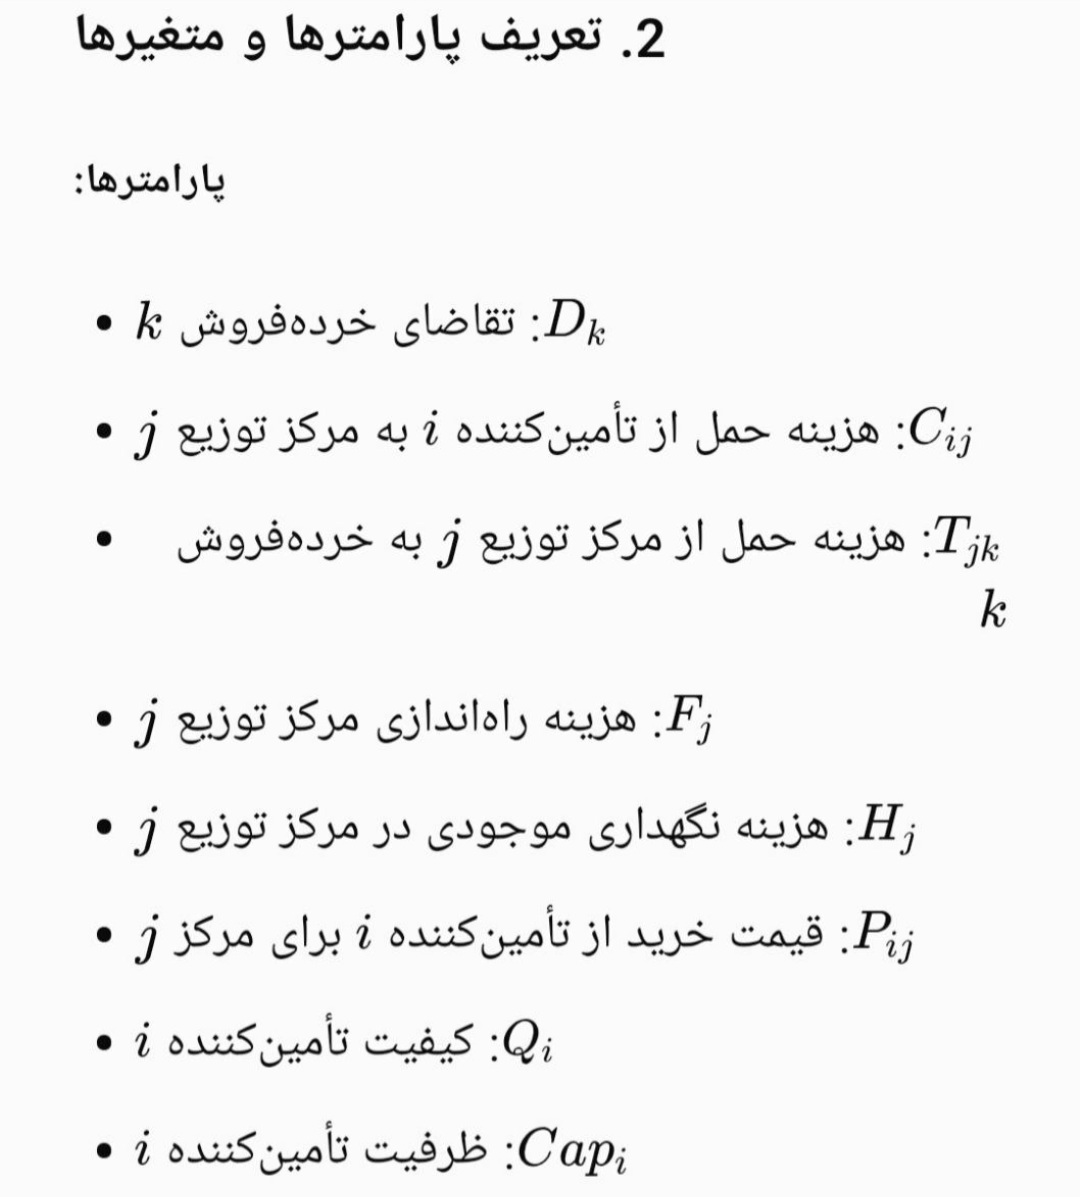 2. تعریف پارامترها و متغیرها
پارامترها:
• D_k: تقاضای خرده‌فروش k
• C_{ij}: هزینه حمل از تأمین‌کننده i به مرکز توزیع j
• T_{jk}: هزینه حمل از مرکز توزیع j به خرده‌فروش
k
• F_j: هزینه راه‌اندازی مرکز توزیع j
• H_j: هزینه نگهداری موجودی در مرکز توزیع j
• P_{ij}: قیمت خرید از تأمین‌کننده i برای مرکز j
• Q_i: کیفیت تأمین‌کننده i
• Cap_i: ظرفیت تأمین‌کننده i